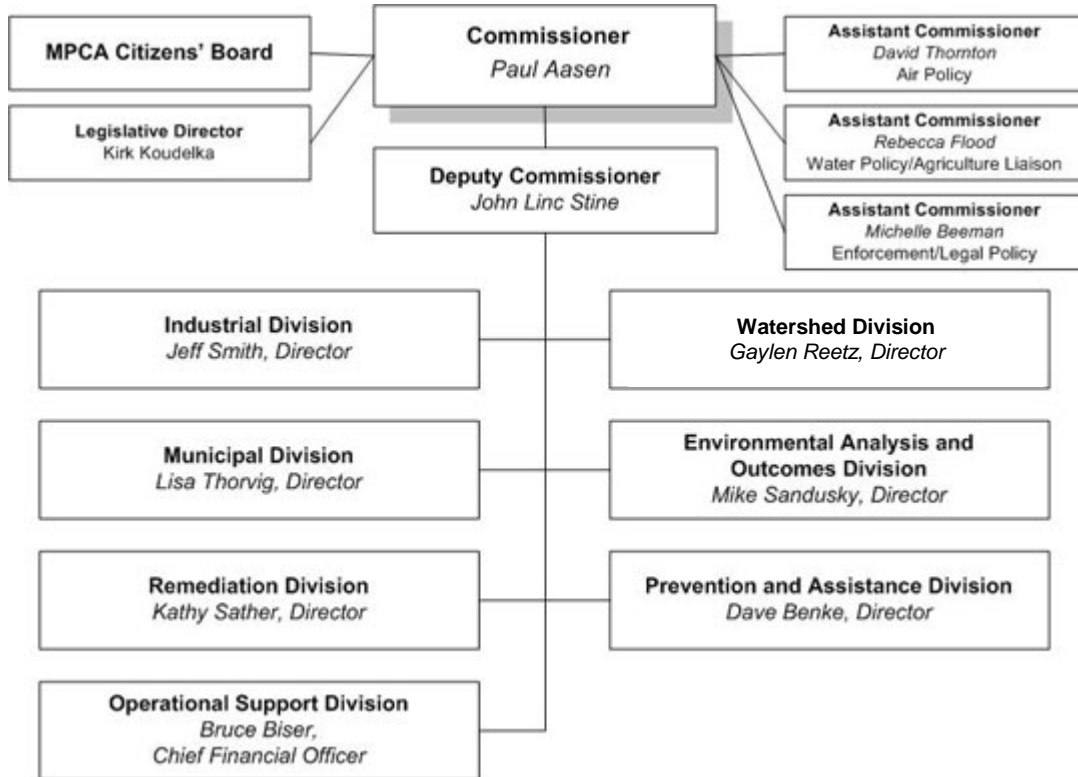 MPCA Citizens' Board
Legislative Director
Kirk Koudelka
Commissioner
Paul Aasen
Deputy Commissioner
John Linc Stine
Assistant Commissioner
David Thornton
Air Policy
Assistant Commissioner
Rebecca Flood
Water Policy/Agriculture Liaison
Assistant Commissioner
Michelle Beeman
Enforcement/Legal Policy
Industrial Division
Jeff Smith, Director
Watershed Division
Gaylen Reetz, Director
Municipal Division
Lisa Thorvig, Director
Environmental Analysis and
Outcomes Division
Mike Sandusky, Director
Remediation Division
Kathy Sather, Director
Prevention and Assistance Division
Dave Benke, Director
Operational Support Division
Bruce Biser,
Chief Financial Officer